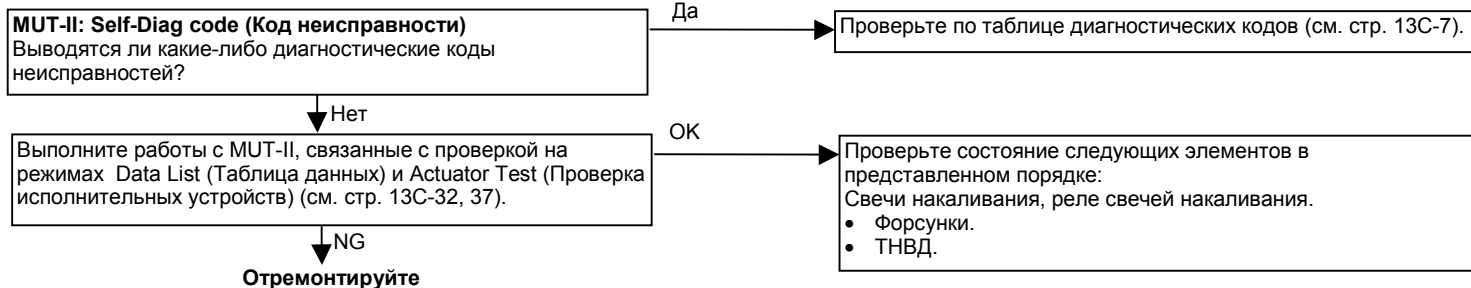 MUT-II: Self-Diag code (Код неисправности)
Выводятся ли какие-либо диагностические коды
неисправностей?
Да
Проверьте по таблице диагностических кодов (см. стр. 13C-7).
Нет
Выполните работы с MUT-II, связанные с проверкой на
режимах Data List (Таблица данных) и Actuator Test (Проверка
исполнительных устройств) (см. стр. 13C-32, 37).
OK
Проверьте состояние следующих элементов в
представленном порядке:
Свечи накаливания, реле свечей накаливания.
• Форсунки.
• ТНВД.
NG
Отремонтируйте